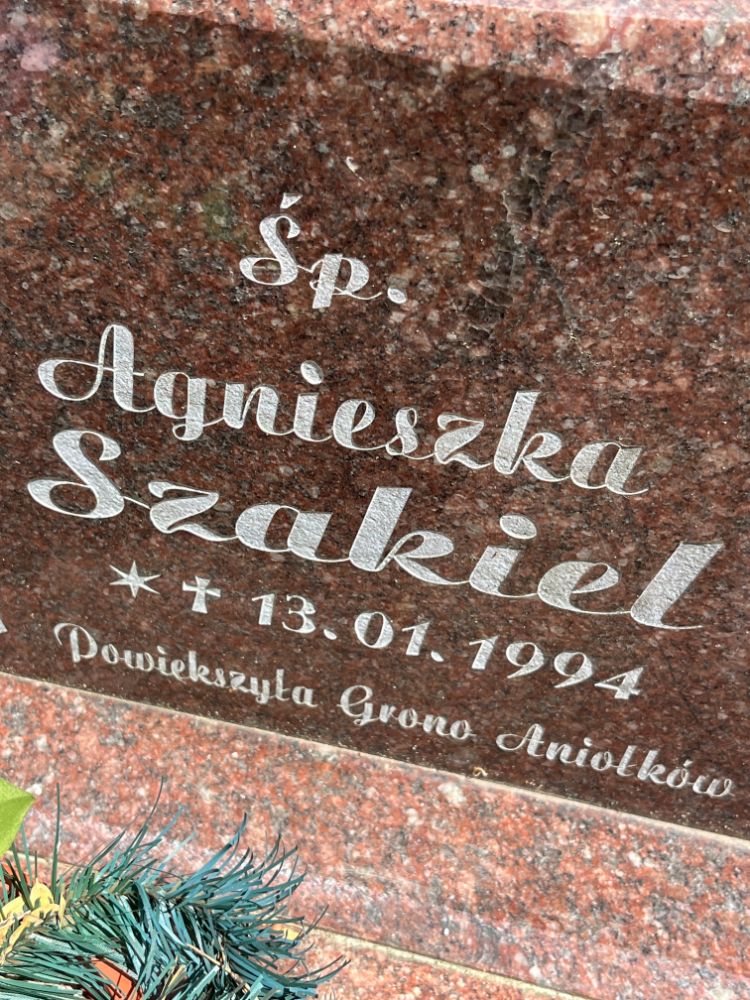 Śp.
Agnieszka
Szakiel
* ✝ 13.01.1994
Powiększyła Grono Aniołków